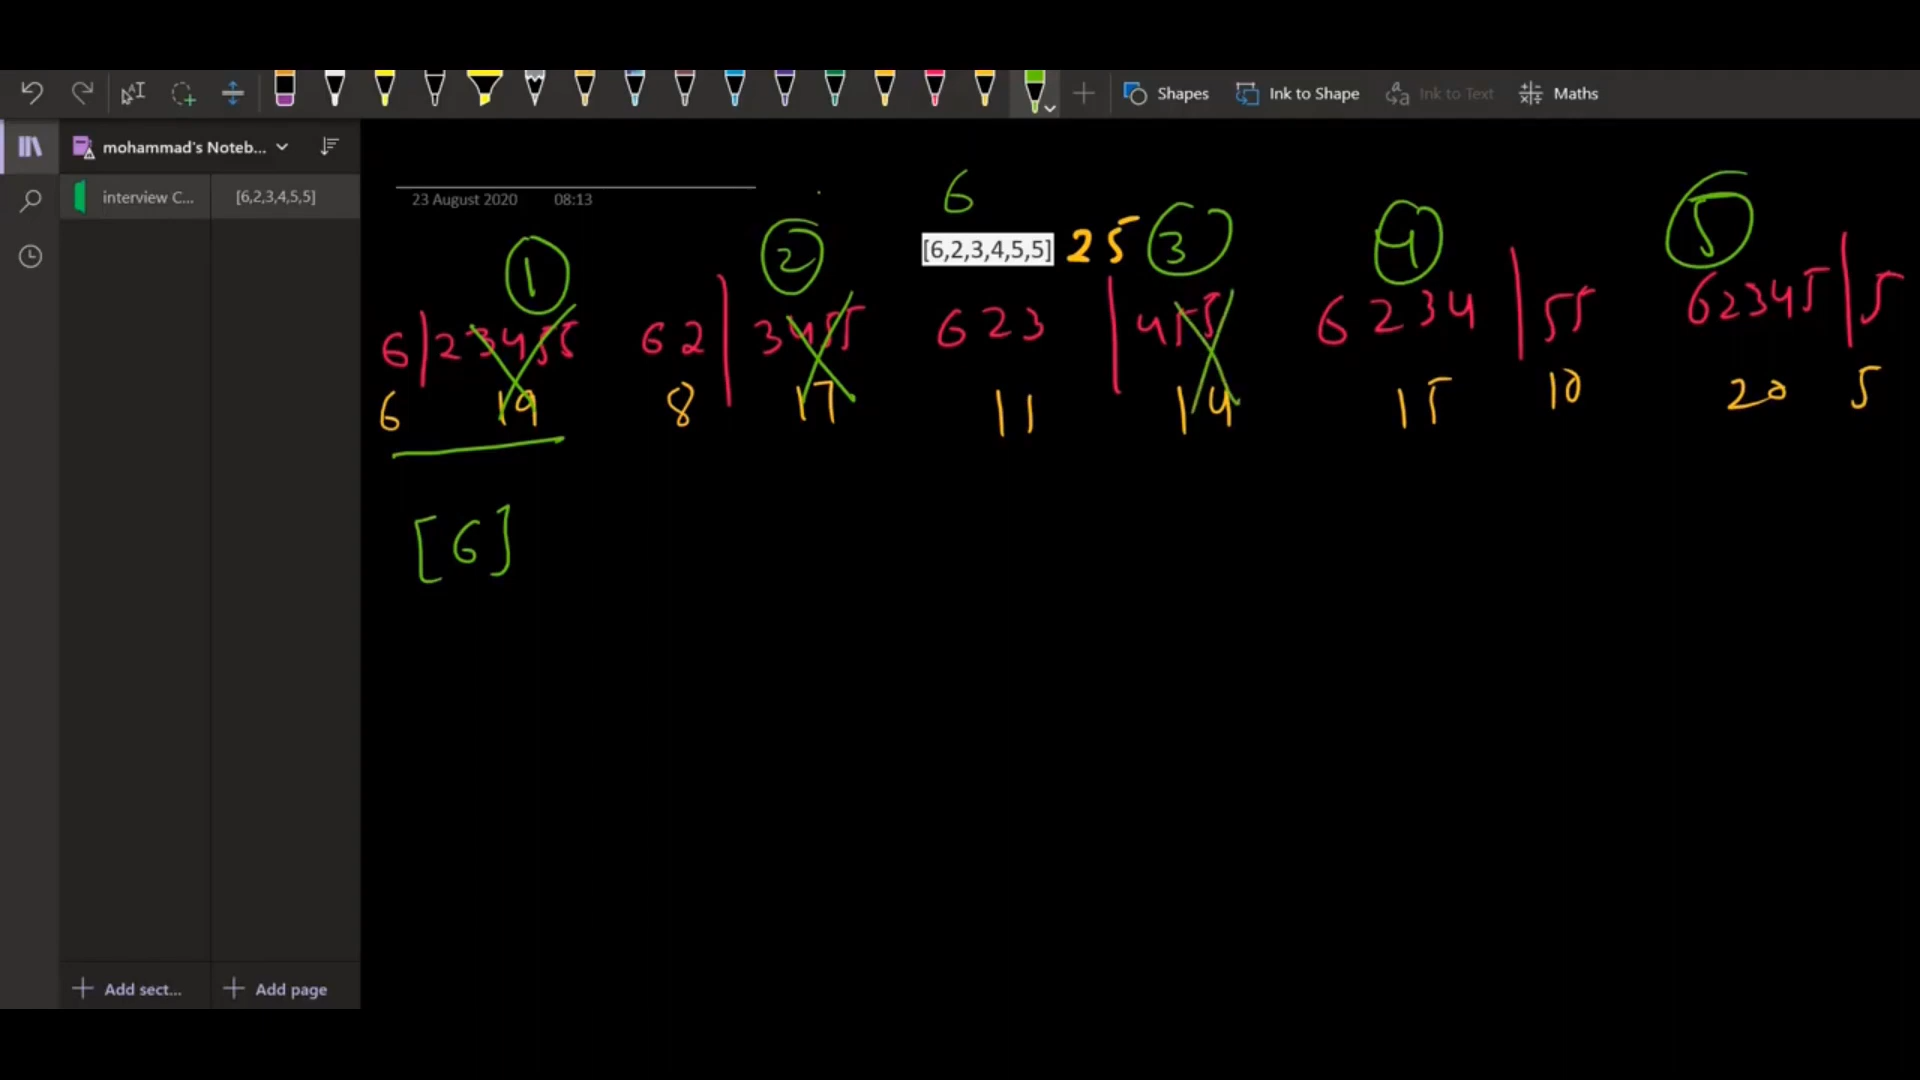 Shapes Ink to Shape Ink to Text Maths
mohammad's Noteb...
interview C... [6,2,3,4,5,5]
23 August 2020 08:13
6
[6,2,3,4,5,5] 25
1 2 3 4 5
6|23455 62|3455 623|455 6234|55 62345|5
6 19 8 17 11 14 15 10 20 5
[6]
Add sect... Add page